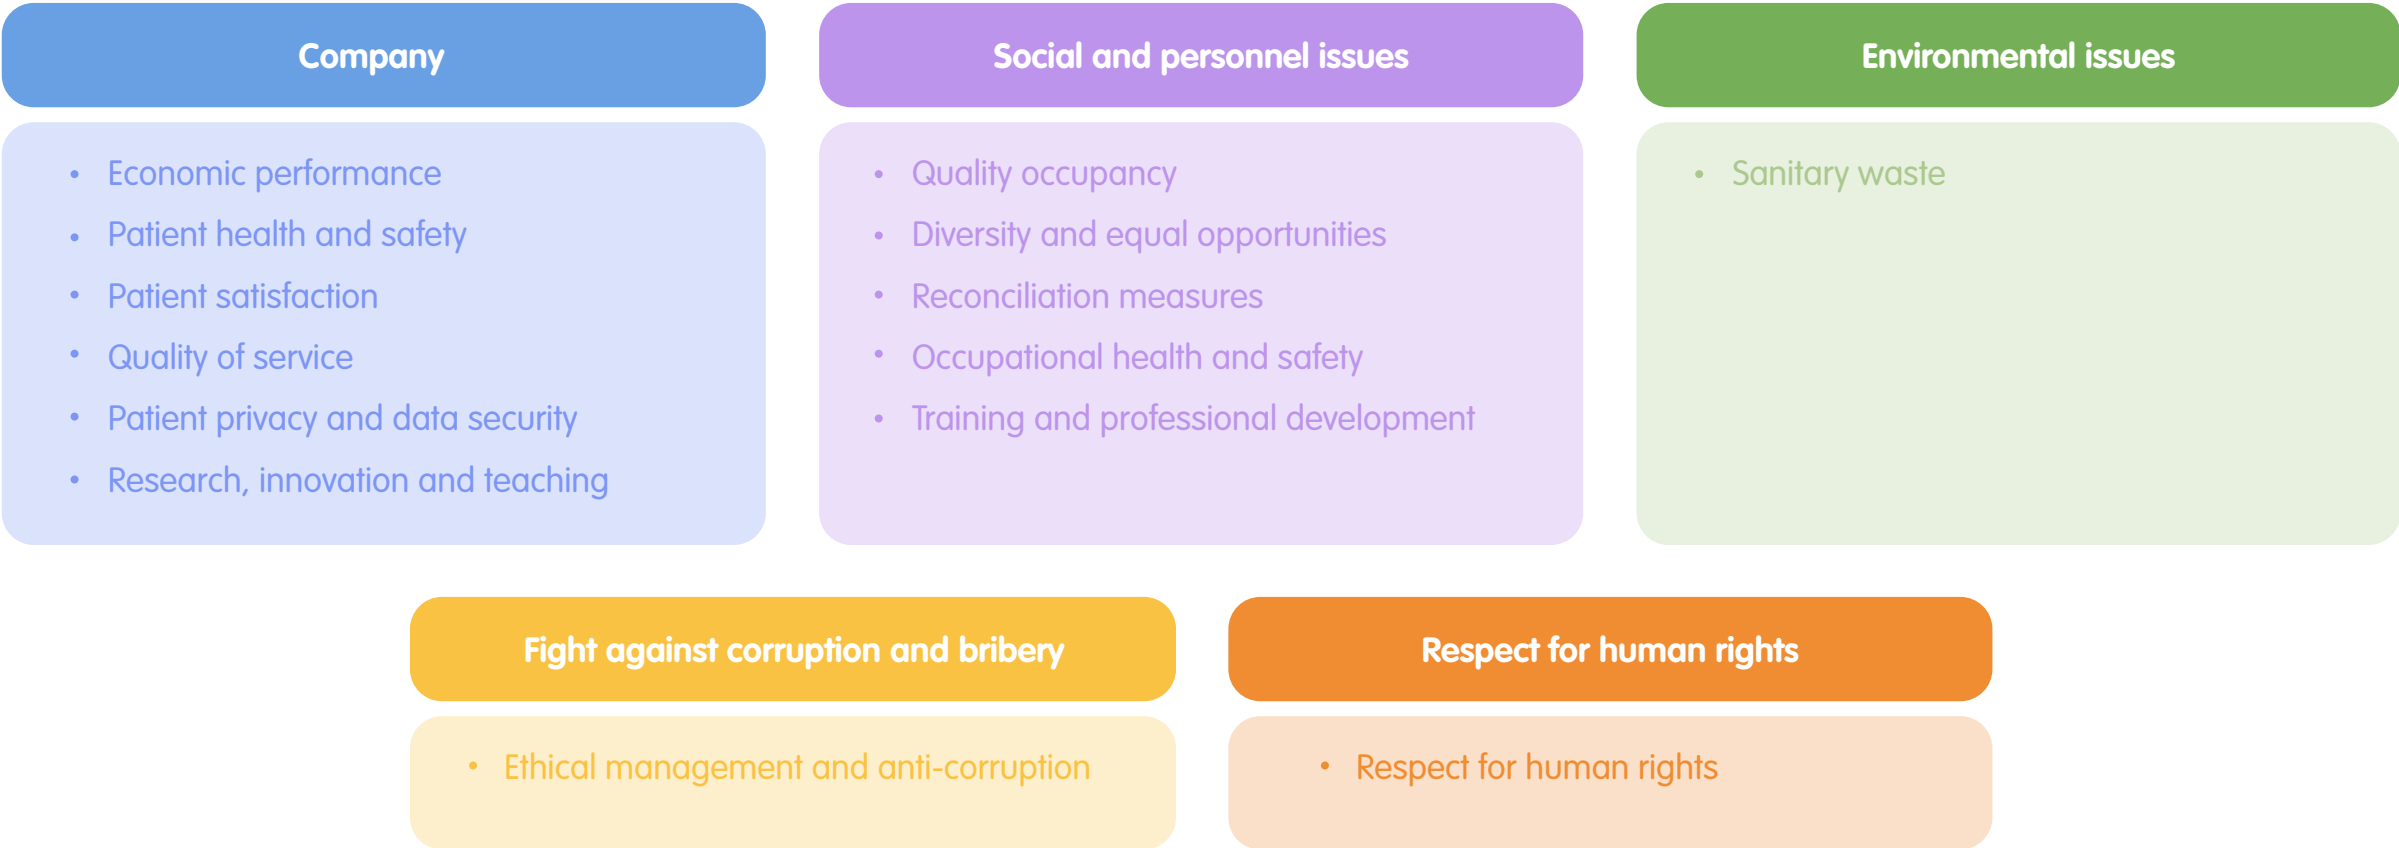 Company
• Economic performance
• Patient health and safety
• Patient satisfaction
• Quality of service
• Patient privacy and data security
• Research, innovation and teaching
Social and personnel issues
• Quality occupancy
• Diversity and equal opportunities
• Reconciliation measures
• Occupational health and safety
• Training and professional development
Environmental issues
• Sanitary waste
Fight against corruption and bribery
• Ethical management and anti-corruption
Respect for human rights
• Respect for human rights